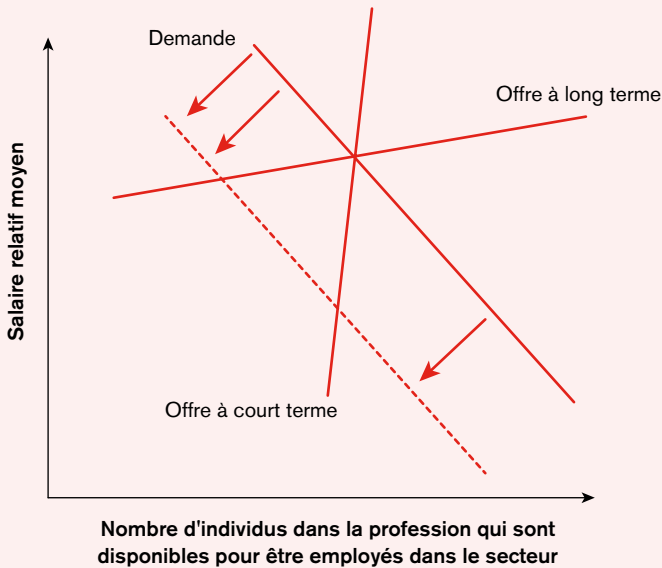 Demande
Offre à long terme
Salaire relatif moyen
Offre à court terme
Nombre d'individus dans la profession qui sont
disponibles pour être employés dans le secteur